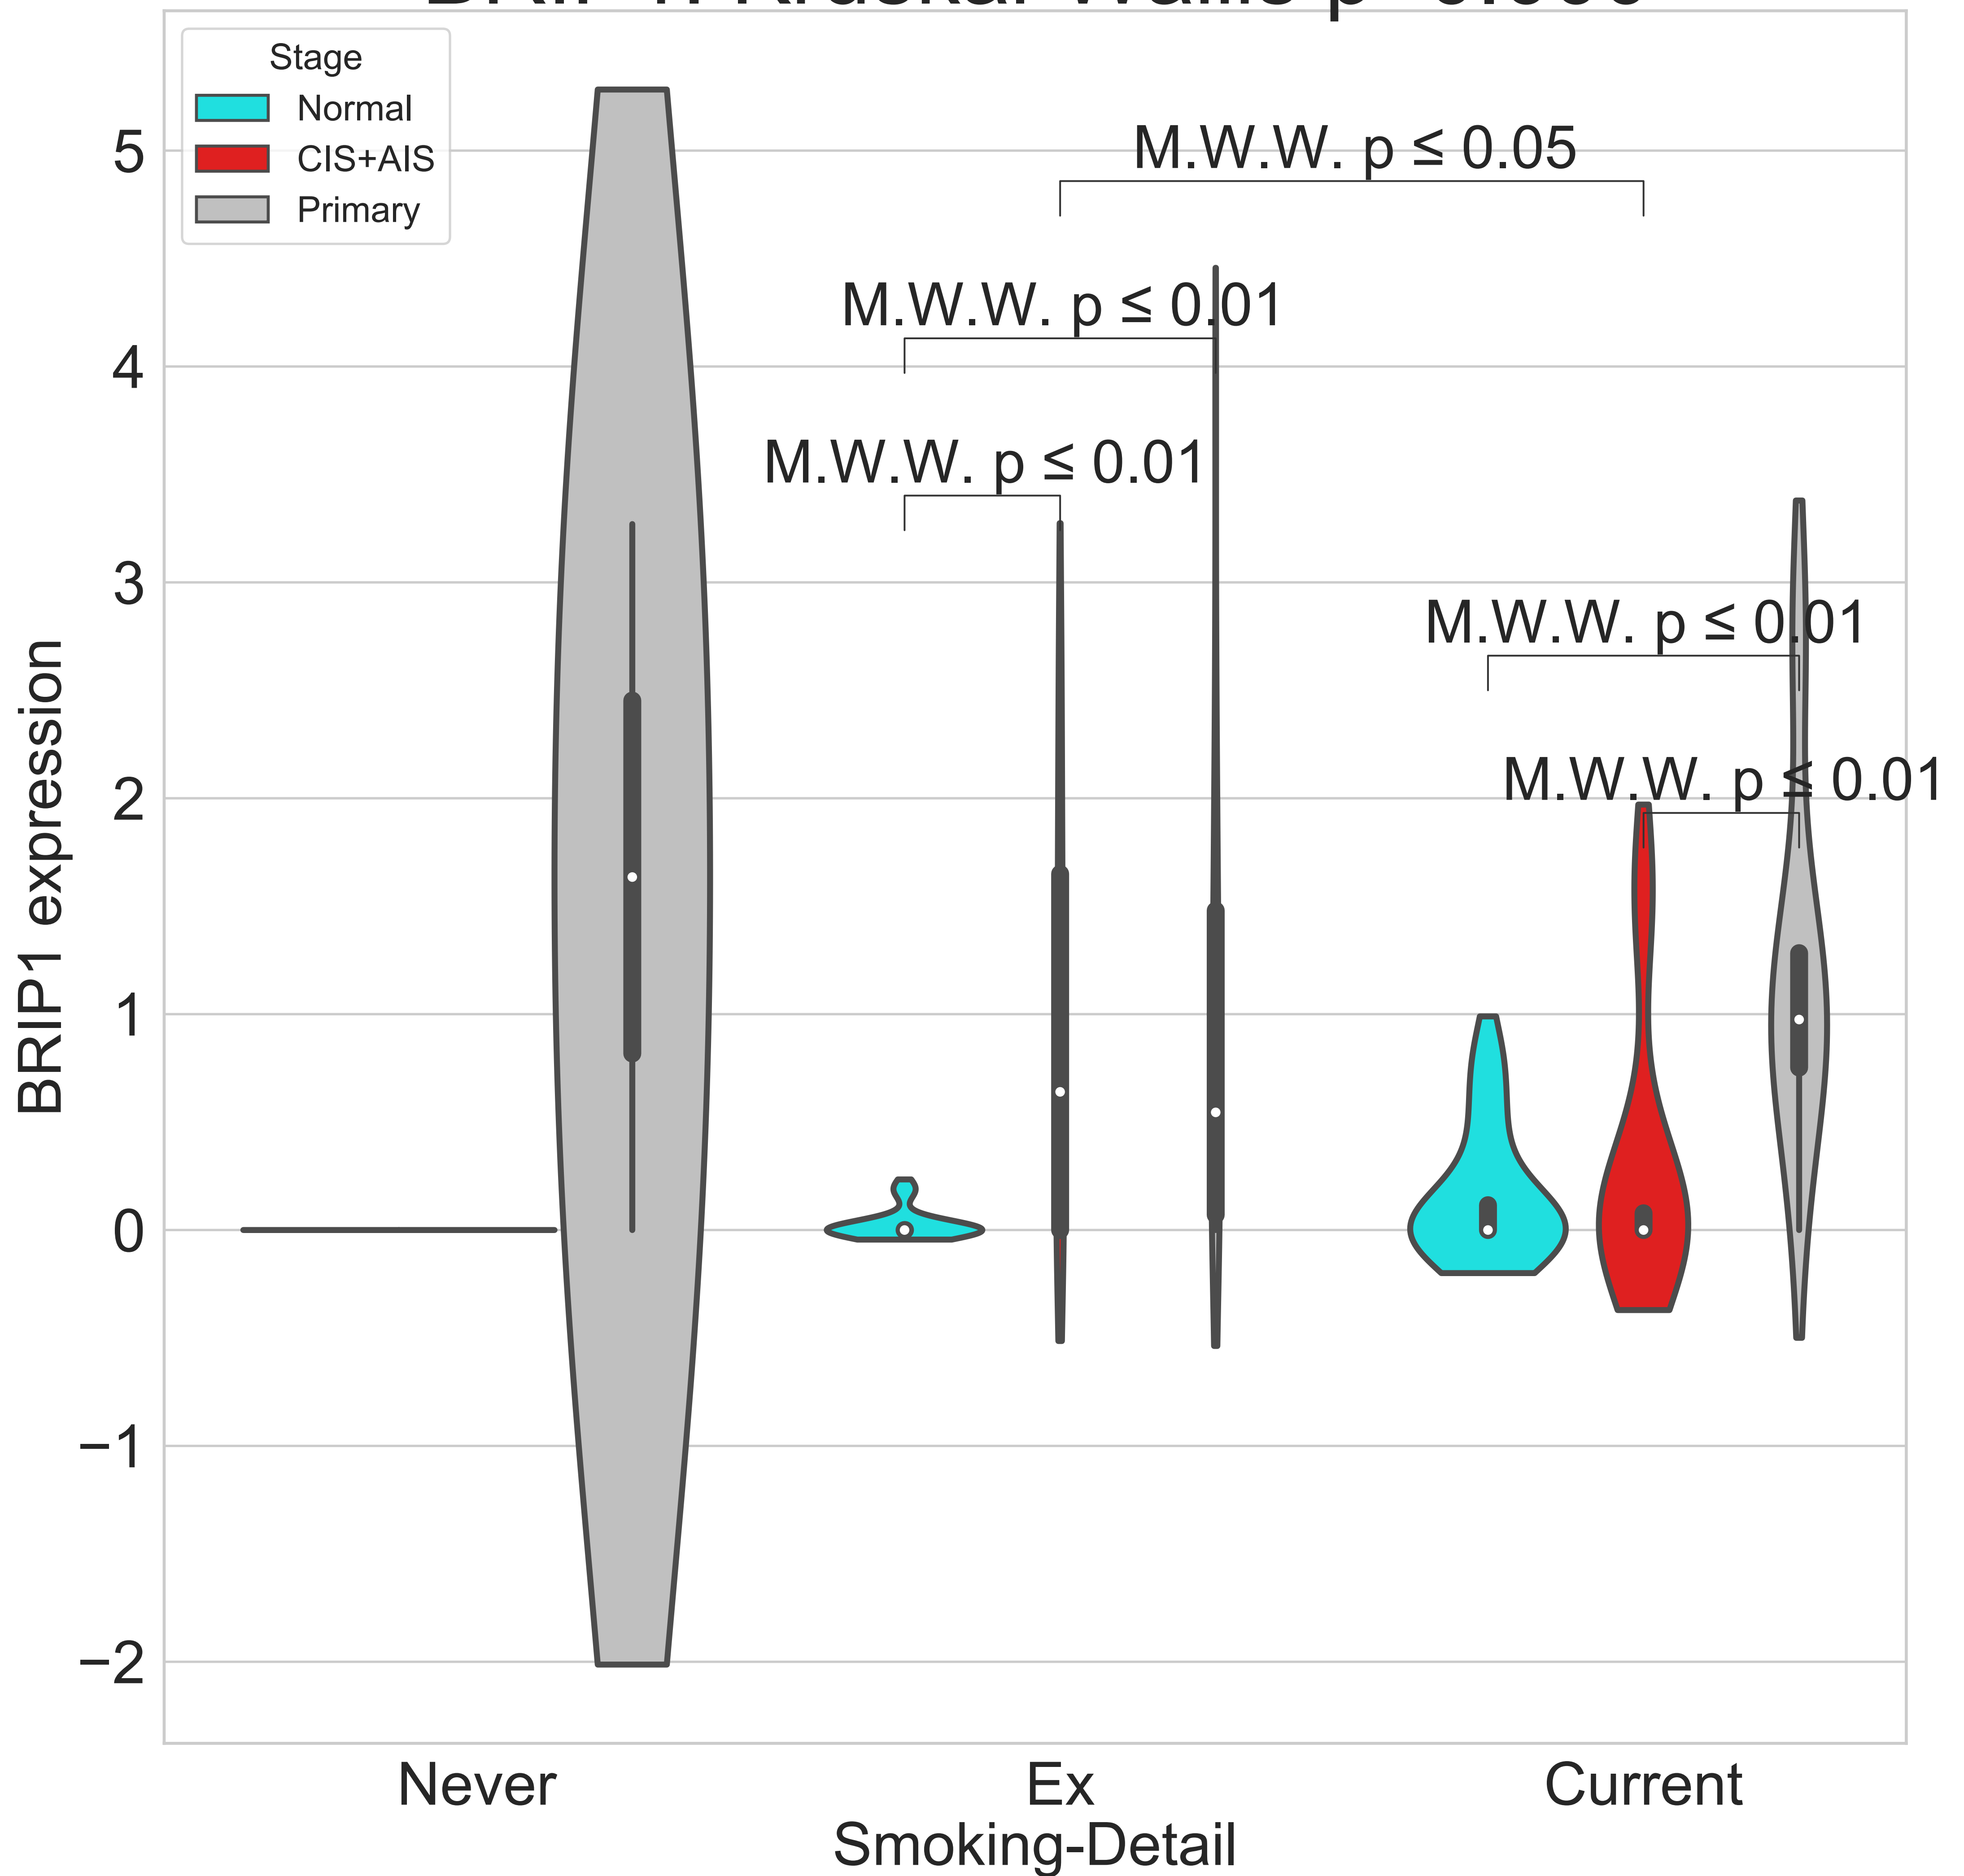 Stage
Normal
CIS+AIS
Primary
M.W.W. p ≤ 0.05
M.W.W. p ≤ 0.01
M.W.W. p ≤ 0.01
M.W.W. p ≤ 0.01
M.W.W. p ≤ 0.01
5
4
3
2
1
0
−1
−2
BRIP1 expression
Never
Ex
Current
Smoking-Detail